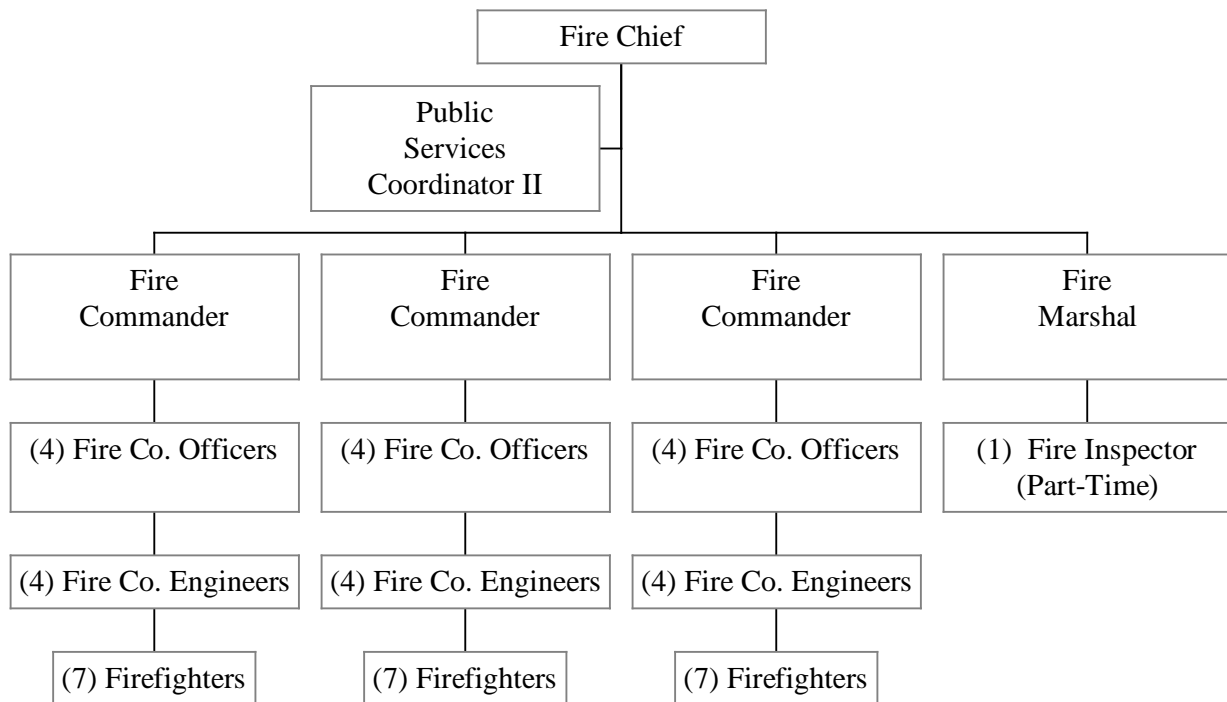 Fire Chief
Public
Services
Coordinator II
Fire
Commander
Fire
Commander
Fire
Commander
Fire
Marshal
(4) Fire Co. Officers
(4) Fire Co. Officers
(4) Fire Co. Officers
(1) Fire Inspector
(Part-Time)
(4) Fire Co. Engineers
(4) Fire Co. Engineers
(4) Fire Co. Engineers
(7) Firefighters
(7) Firefighters
(7) Firefighters